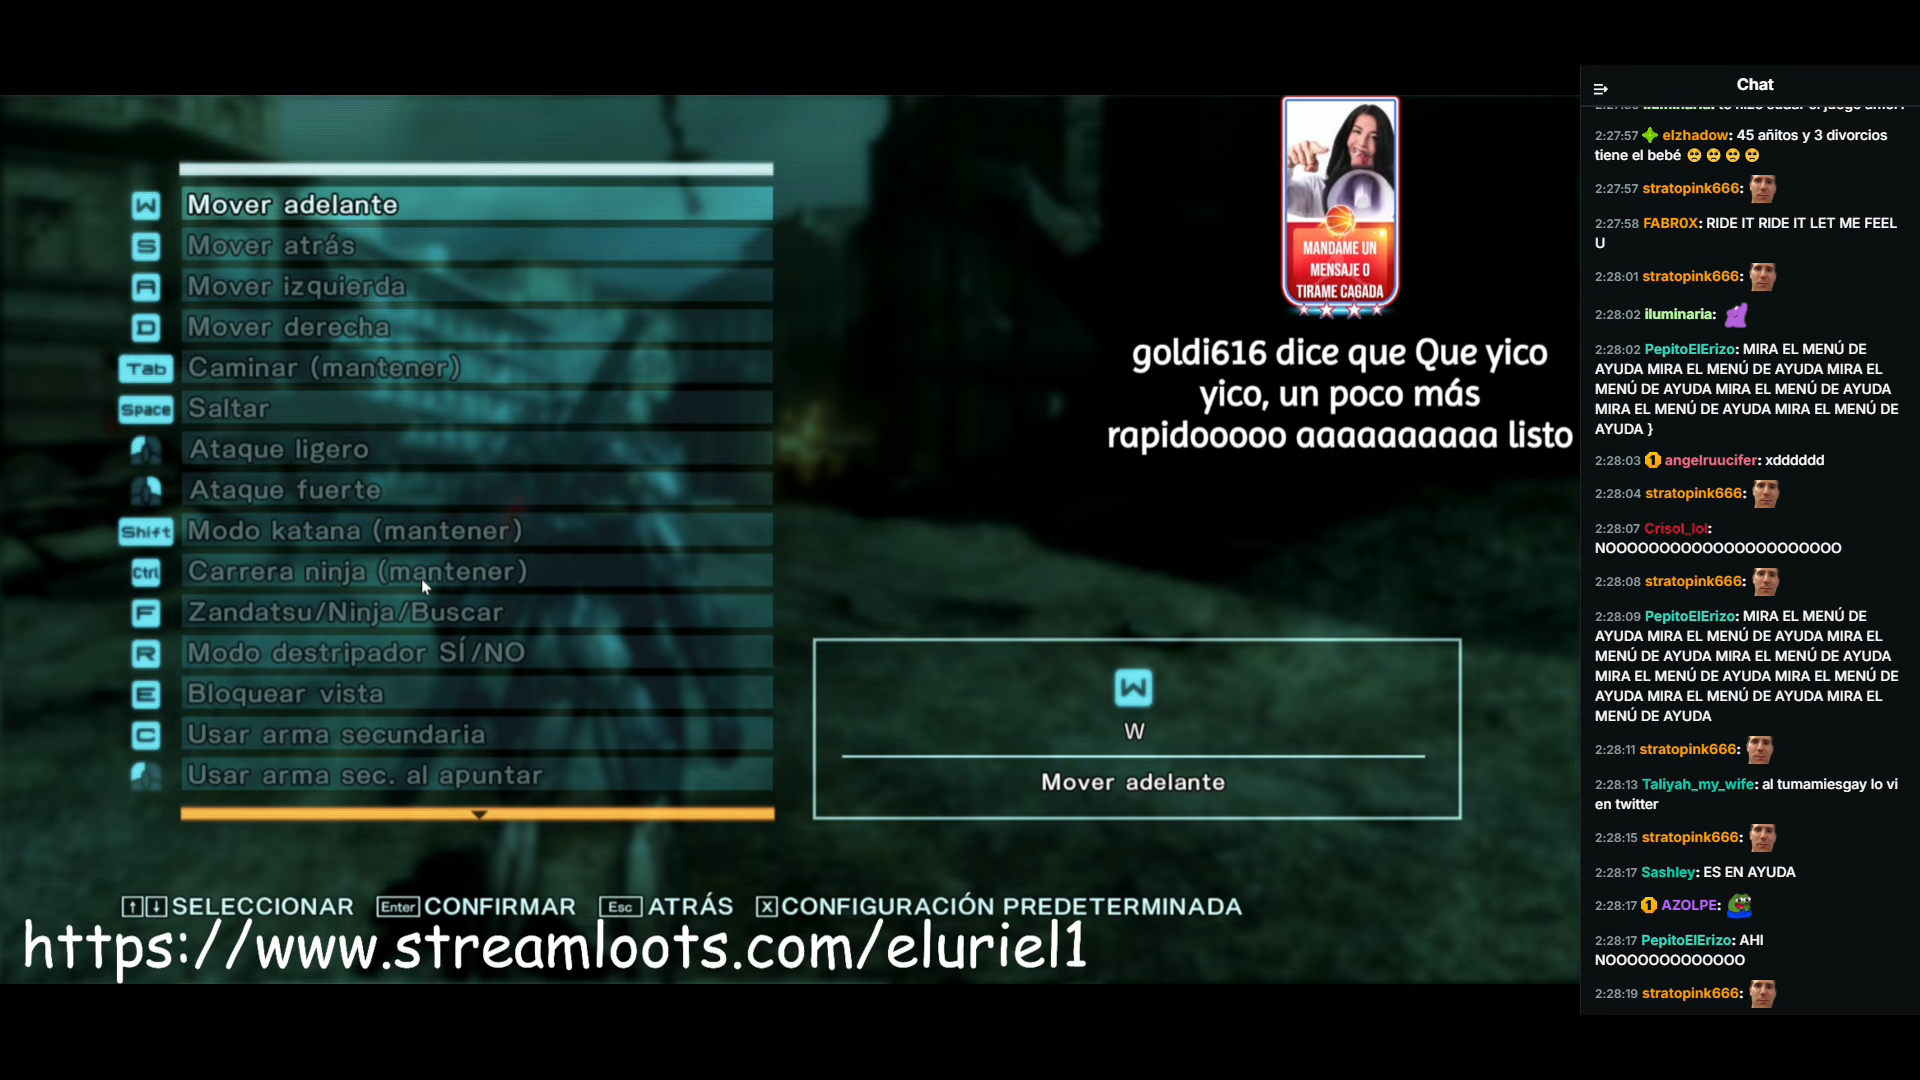 W Mover adelante
S Mover atrás
A Mover izquierda
D Mover derecha
Tab Caminar (mantener)
Space Saltar
Ataque ligero
Ataque fuerte
Shift Modo katana (mantener)
Ctrl Carrera ninja (mantener)
F Zandatsu/Ninja/Buscar
R Modo destripador SÍ/NO
E Bloquear vista
C Usar arma secundaria
Usar arma sec. al apuntar
MANDAME UN
MENSAJE O
TIRAME CAGADA
goldi616 dice que Que yico
yico, un poco más
rapidooooo aaaaaaaaaa listo
W
W
Mover adelante
↑↓ SELECCIONAR Enter CONFIRMAR Esc ATRÁS X CONFIGURACIÓN PREDETERMINADA
https://www.streamloots.com/eluriel1
Chat
2:27:57 elzhadow: 45 añitos y 3 divorcios
tiene el bebé
2:27:57 stratopink666:
2:27:58 FABR0X: RIDE IT RIDE IT LET ME FEEL
U
2:28:01 stratopink666:
2:28:02 iluminaria:
2:28:02 PepitoElErizo: MIRA EL MENÚ DE
AYUDA MIRA EL MENÚ DE AYUDA MIRA EL
MENÚ DE AYUDA MIRA EL MENÚ DE AYUDA
MIRA EL MENÚ DE AYUDA MIRA EL MENÚ DE
AYUDA }
2:28:03 1 angelruucifer: xdddddd
2:28:04 stratopink666:
2:28:07 Crisol_lol:
NOOOOOOOOOOOOOOOOOOOOOO
2:28:08 stratopink666:
2:28:09 PepitoElErizo: MIRA EL MENÚ DE
AYUDA MIRA EL MENÚ DE AYUDA MIRA EL
MENÚ DE AYUDA MIRA EL MENÚ DE AYUDA
MIRA EL MENÚ DE AYUDA MIRA EL MENÚ DE
AYUDA MIRA EL MENÚ DE AYUDA MIRA EL
MENÚ DE AYUDA
2:28:11 stratopink666:
2:28:13 Taliyah_my_wife: al tumamiesgay lo vi
en twitter
2:28:15 stratopink666:
2:28:17 Sashley: ES EN AYUDA
2:28:17 1 AZOLPE:
2:28:17 PepitoElErizo: AHI
NOOOOOOOOOOOOO
2:28:19 stratopink666: